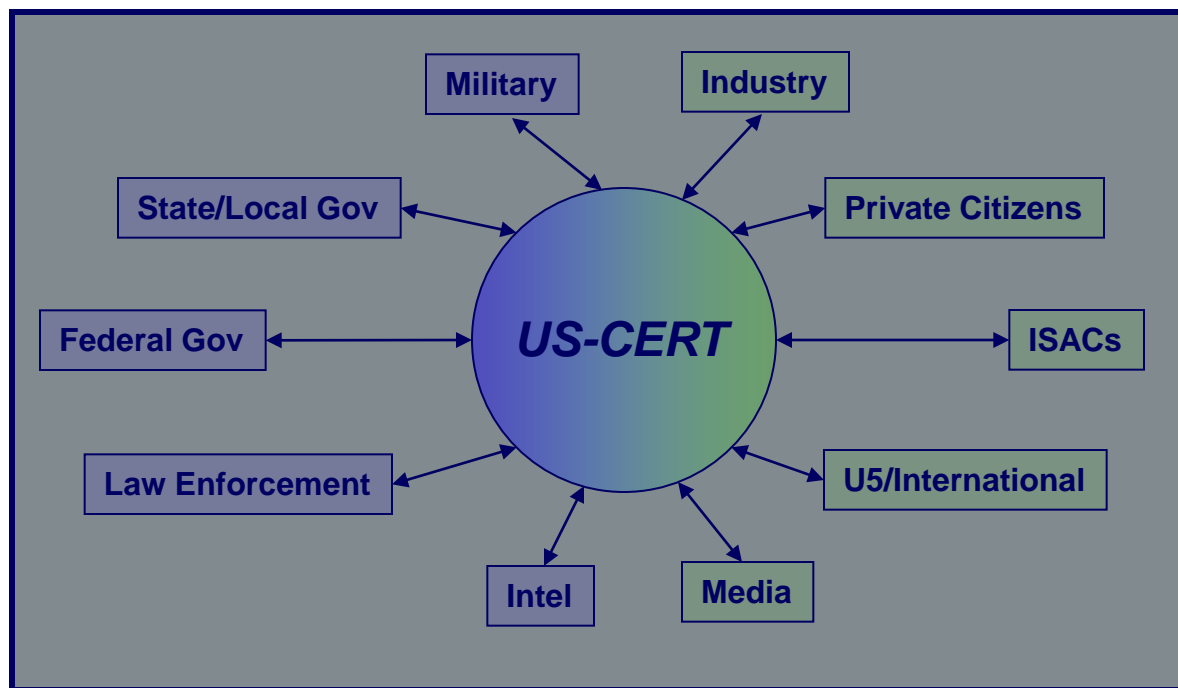 Military
Industry
State/Local Gov
Private Citizens
Federal Gov
US-CERT
ISACs
Law Enforcement
U5/International
Intel
Media